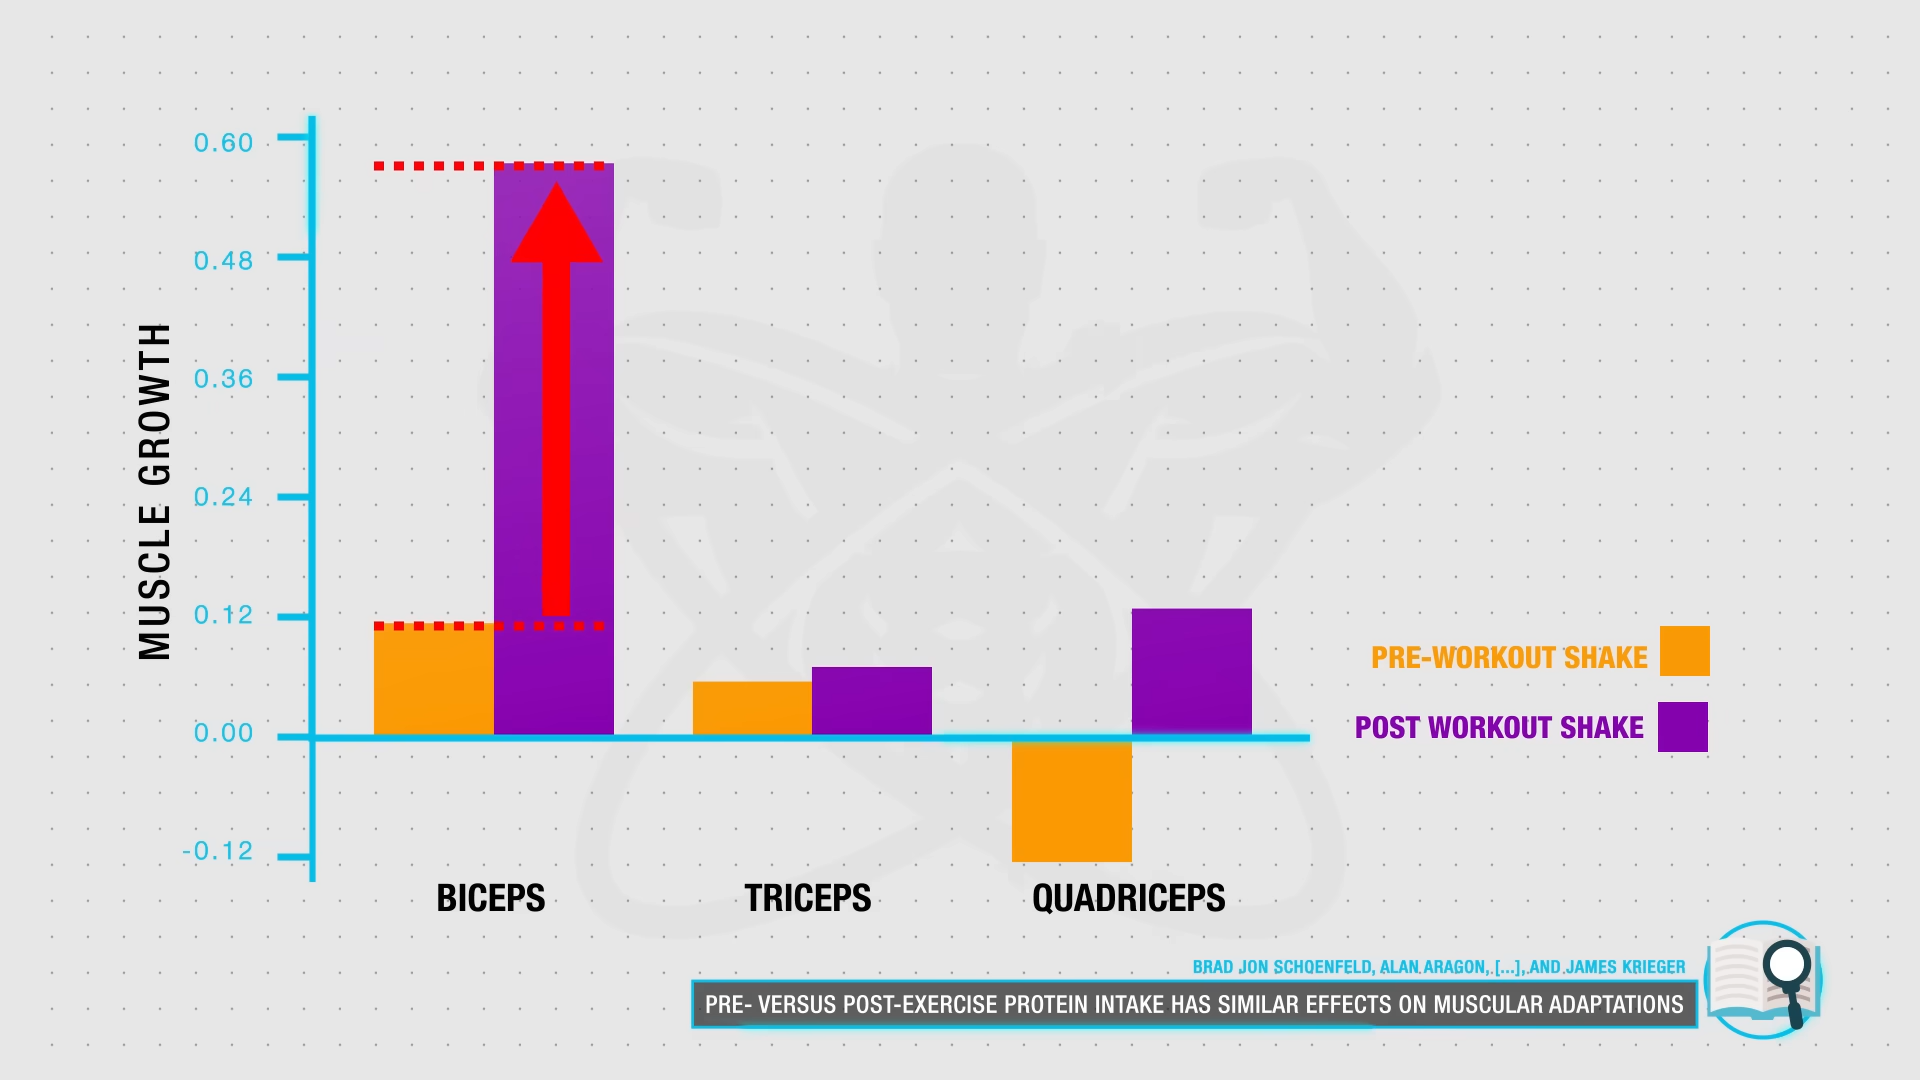 MUSCLE GROWTH
0.60
0.48
0.36
0.24
0.12
0.00
-0.12
BICEPS
TRICEPS
QUADRICEPS
PRE-WORKOUT SHAKE
POST WORKOUT SHAKE
BRAD JON SCHOENFELD, ALAN ARAGON, [...], AND JAMES KRIEGER
PRE- VERSUS POST-EXERCISE PROTEIN INTAKE HAS SIMILAR EFFECTS ON MUSCULAR ADAPTATIONS